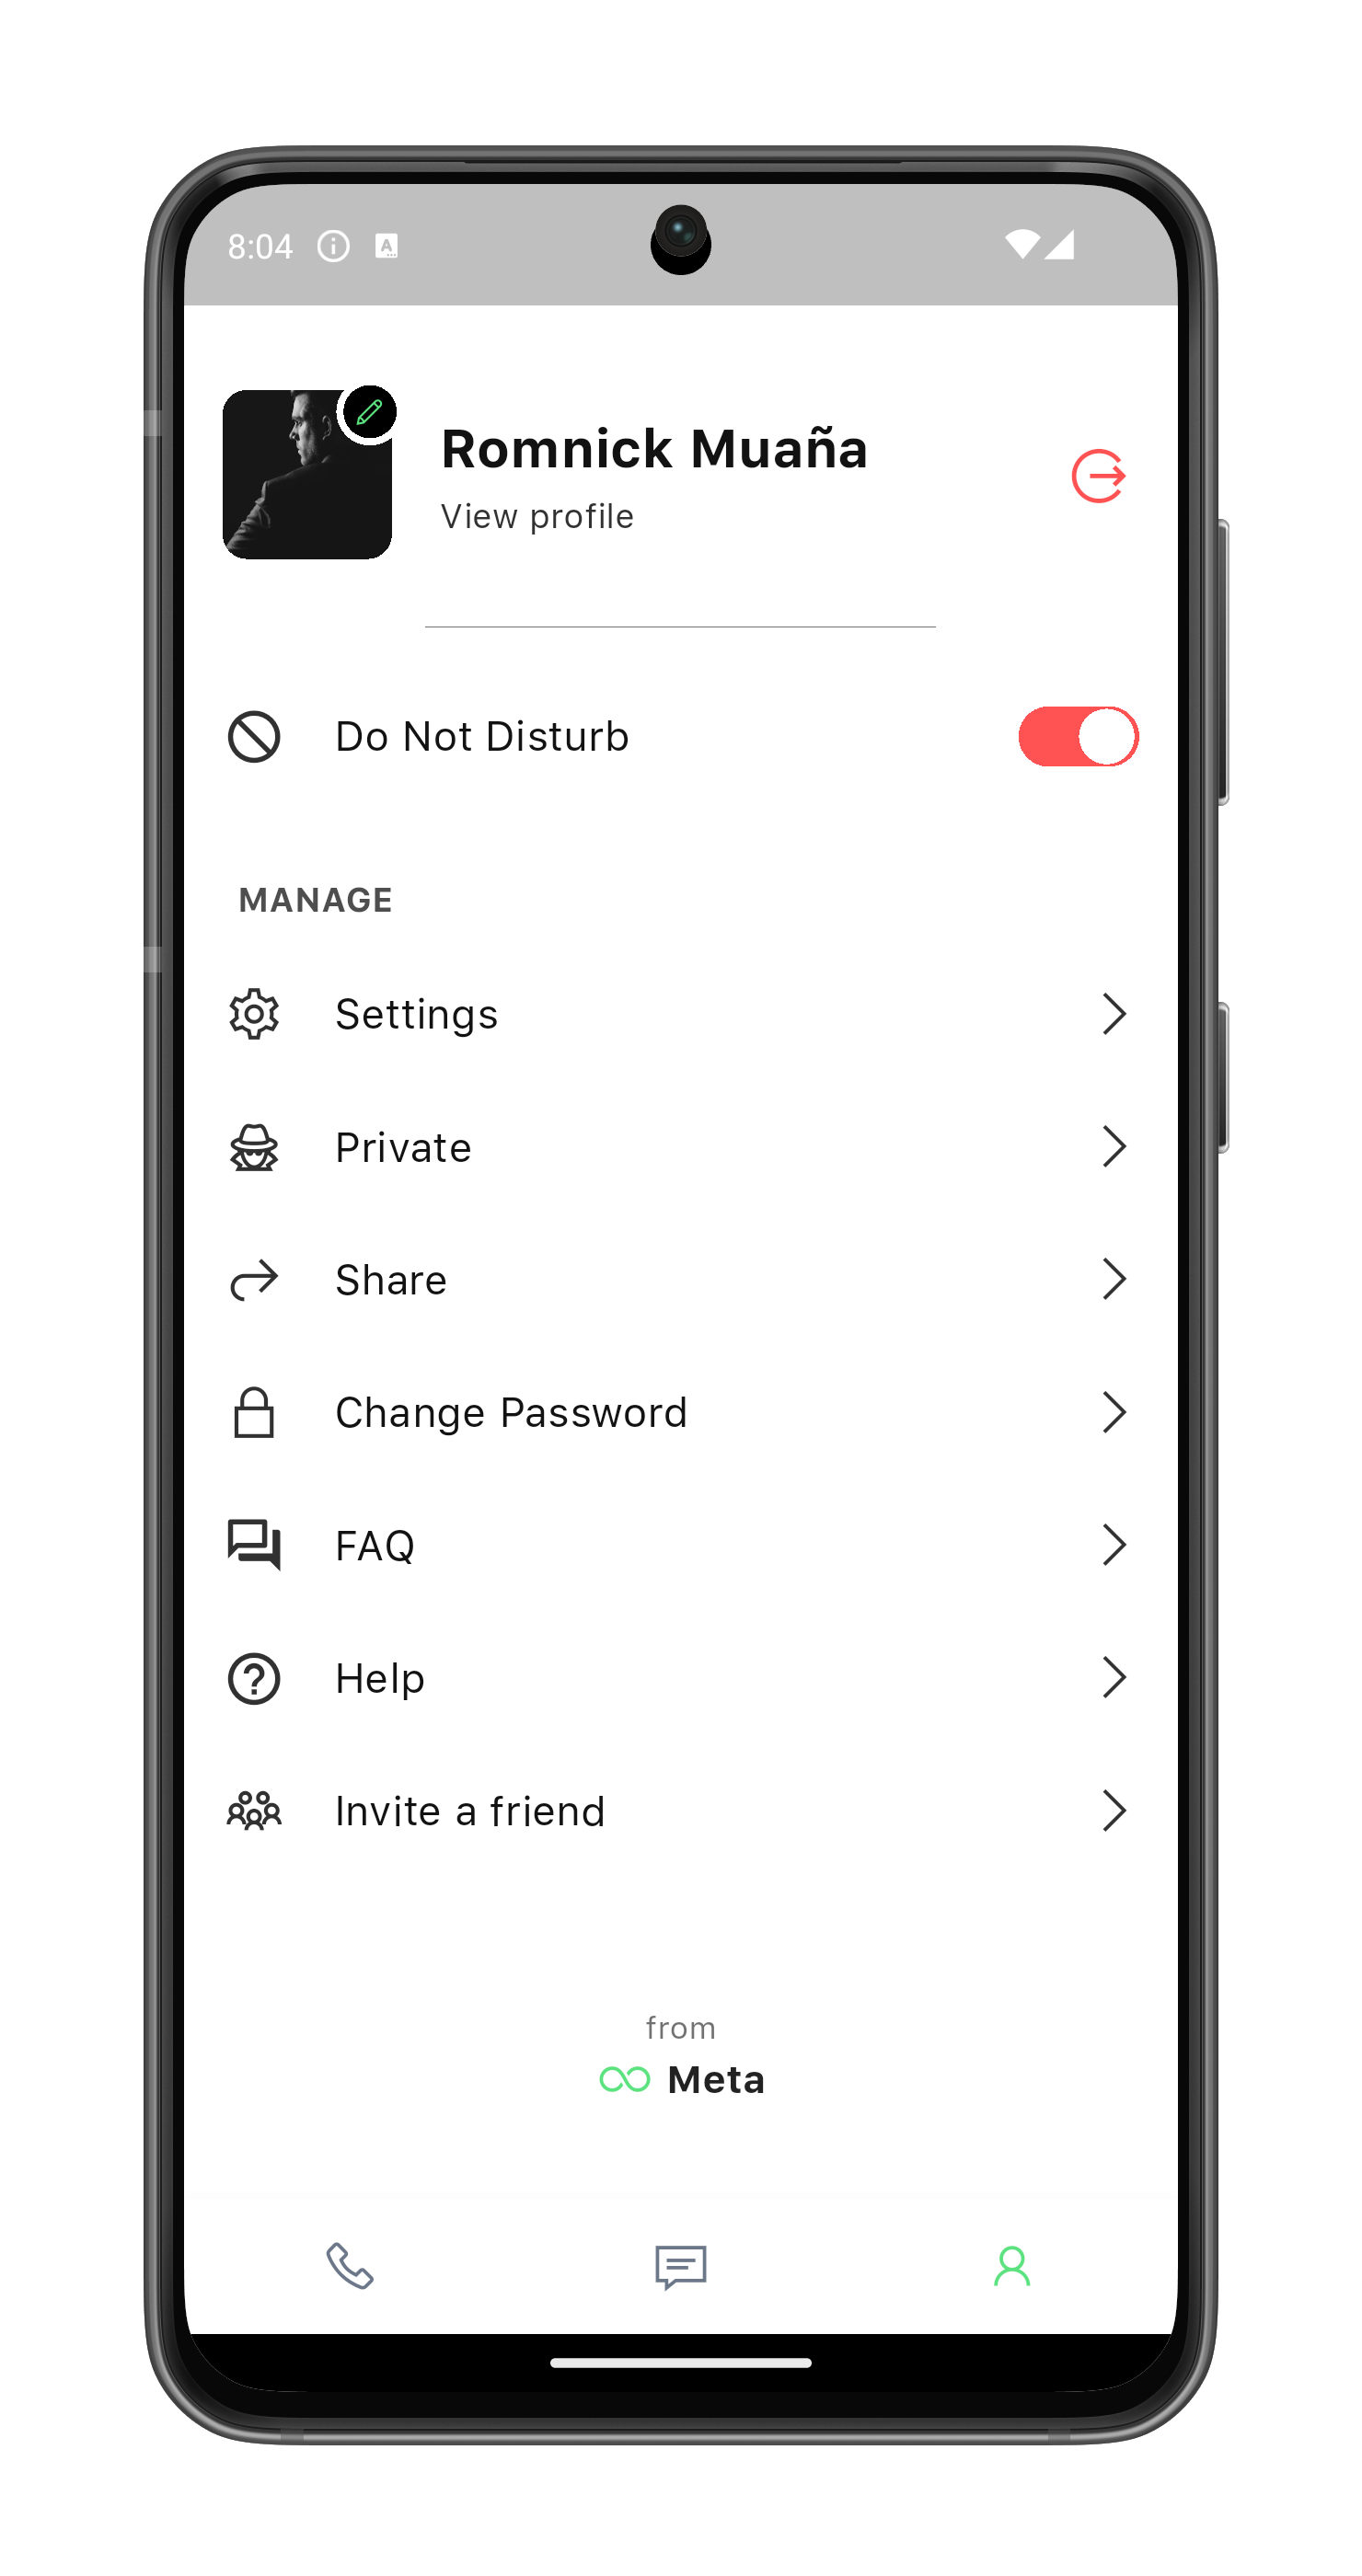 8:04
Romnick Muaña
View profile
Do Not Disturb
MANAGE
Settings
Private
Share
Change Password
FAQ
Help
Invite a friend
from
Meta